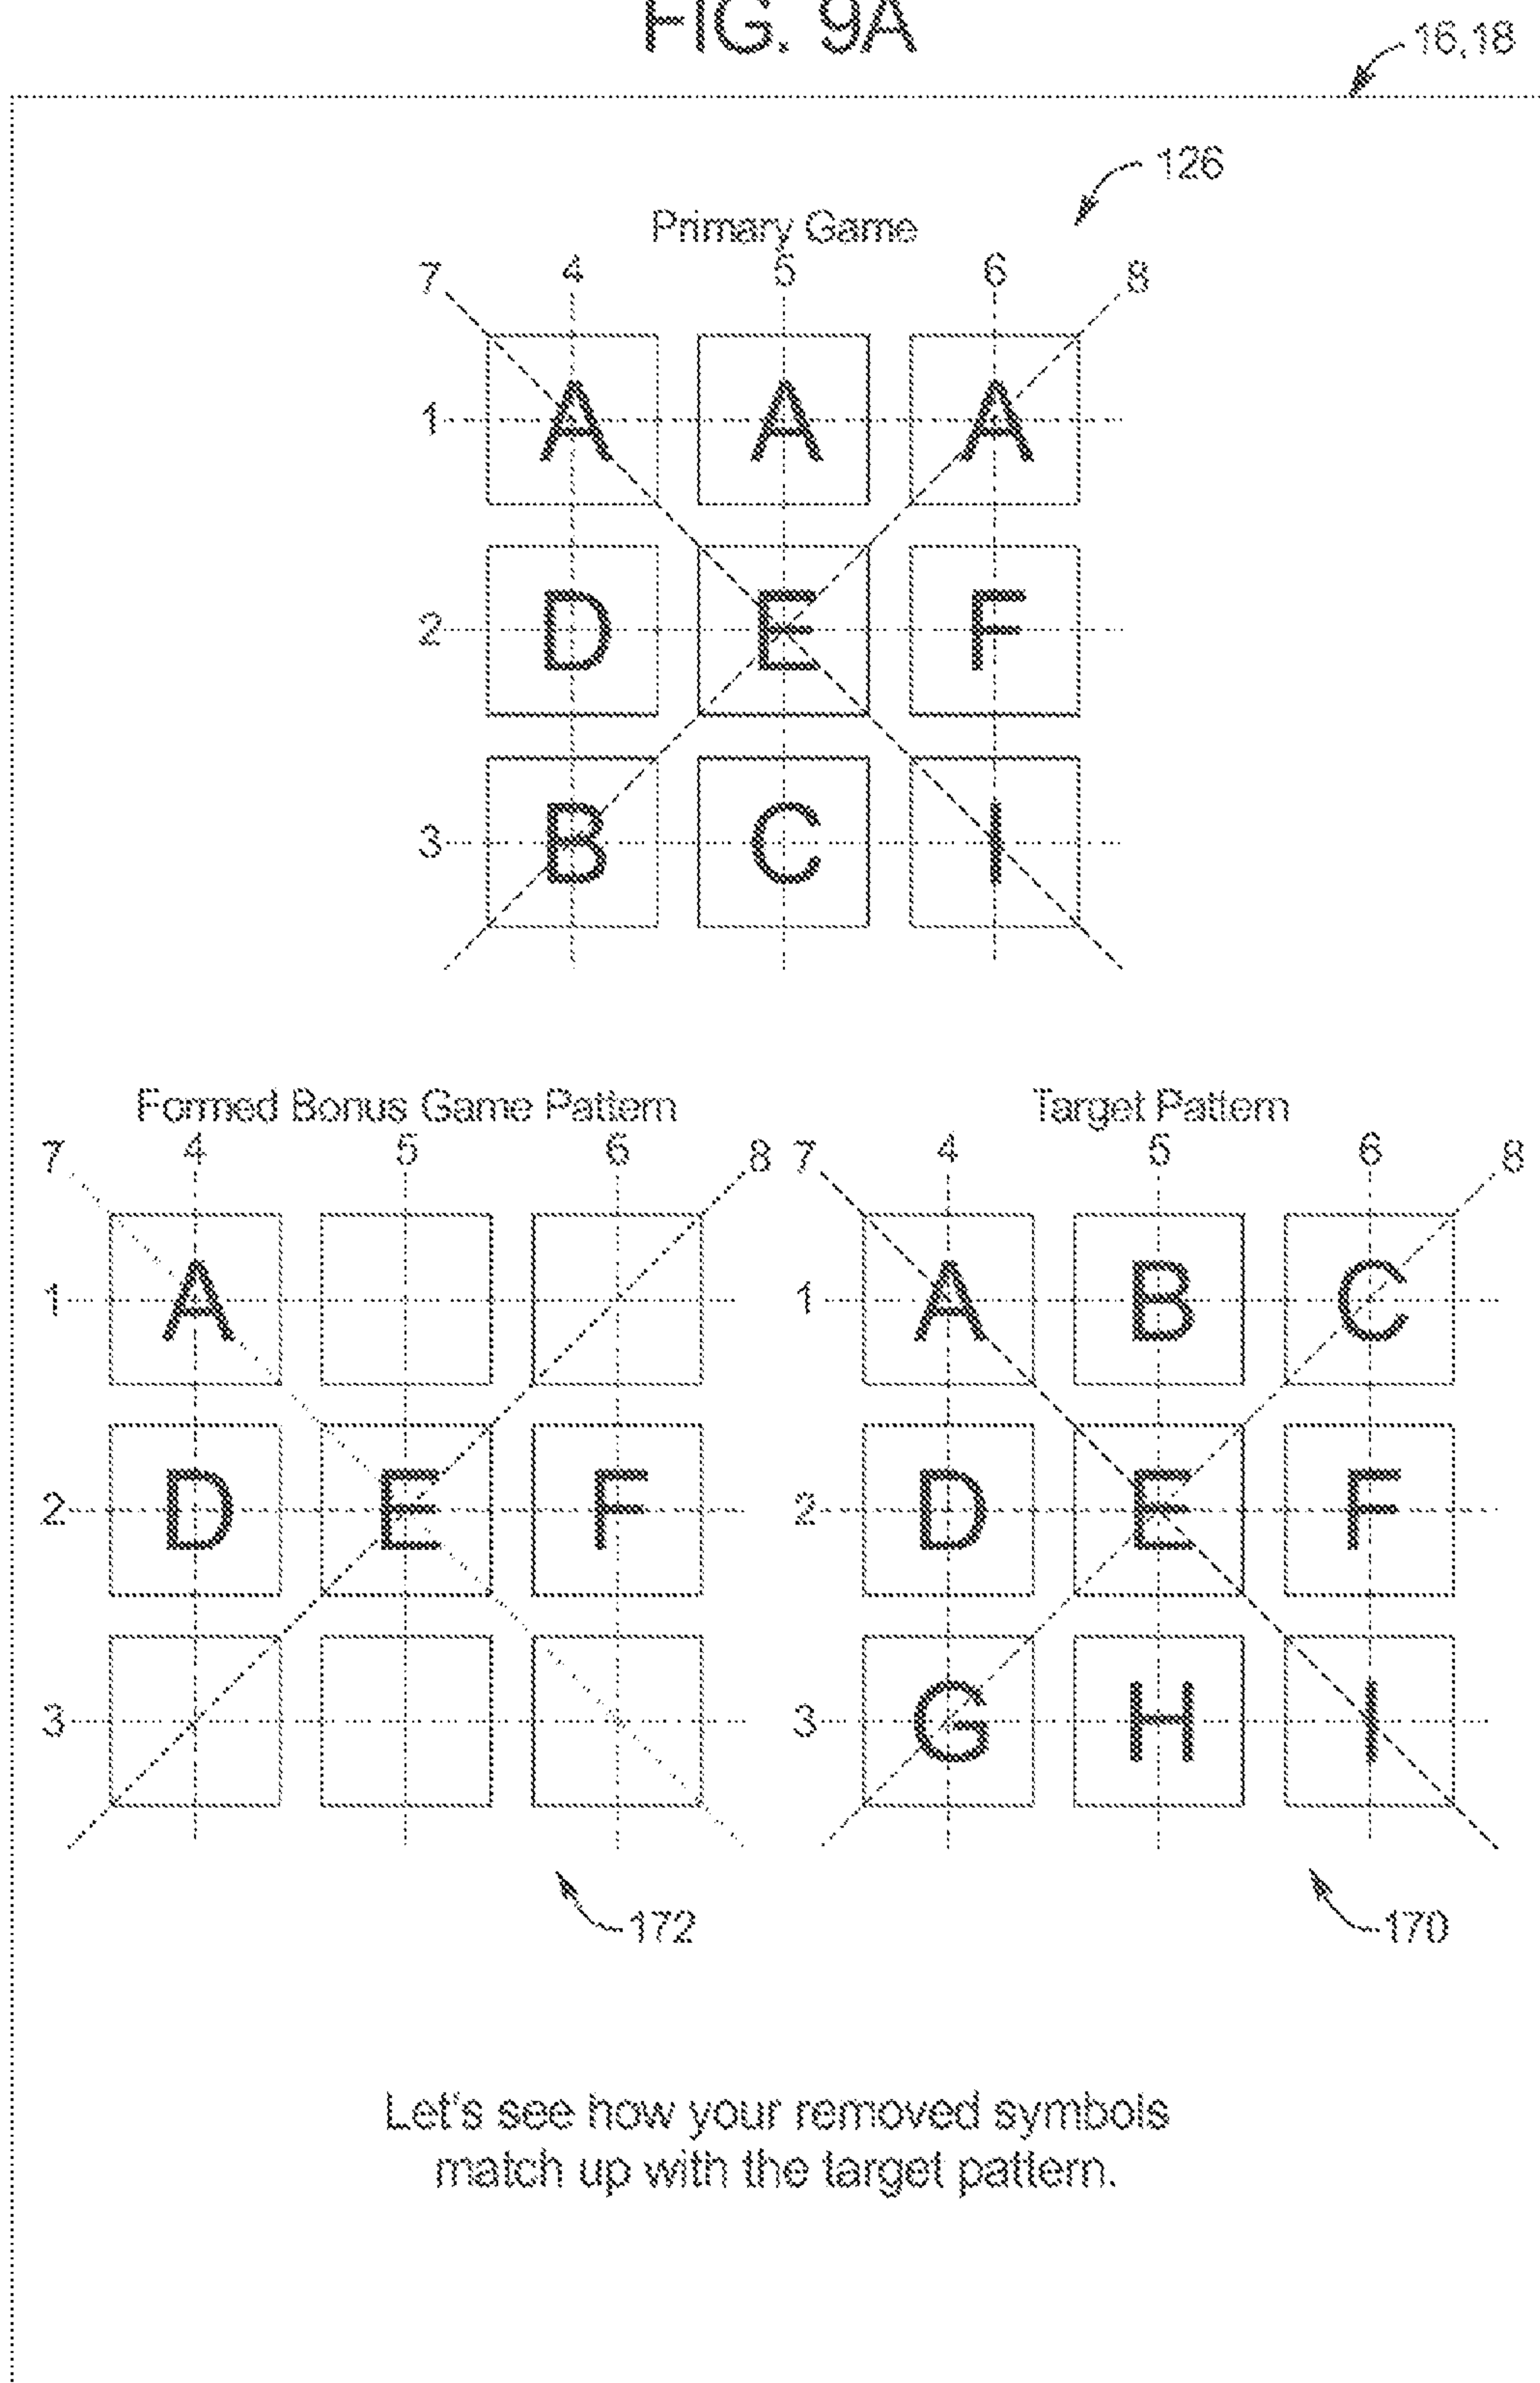 FIG. 9A
16,18
126
Primary Game
7 4 5 6 8
1 A A A
2 D E F
3 B C I
Formed Bonus Game Pattern
7 4 5 6 8
1 A
2 D E F
3
172
Target Pattern
7 4 5 6 8
1 A B C
2 D E F
3 G H I
170
Let's see how your removed symbols
match up with the target pattern.